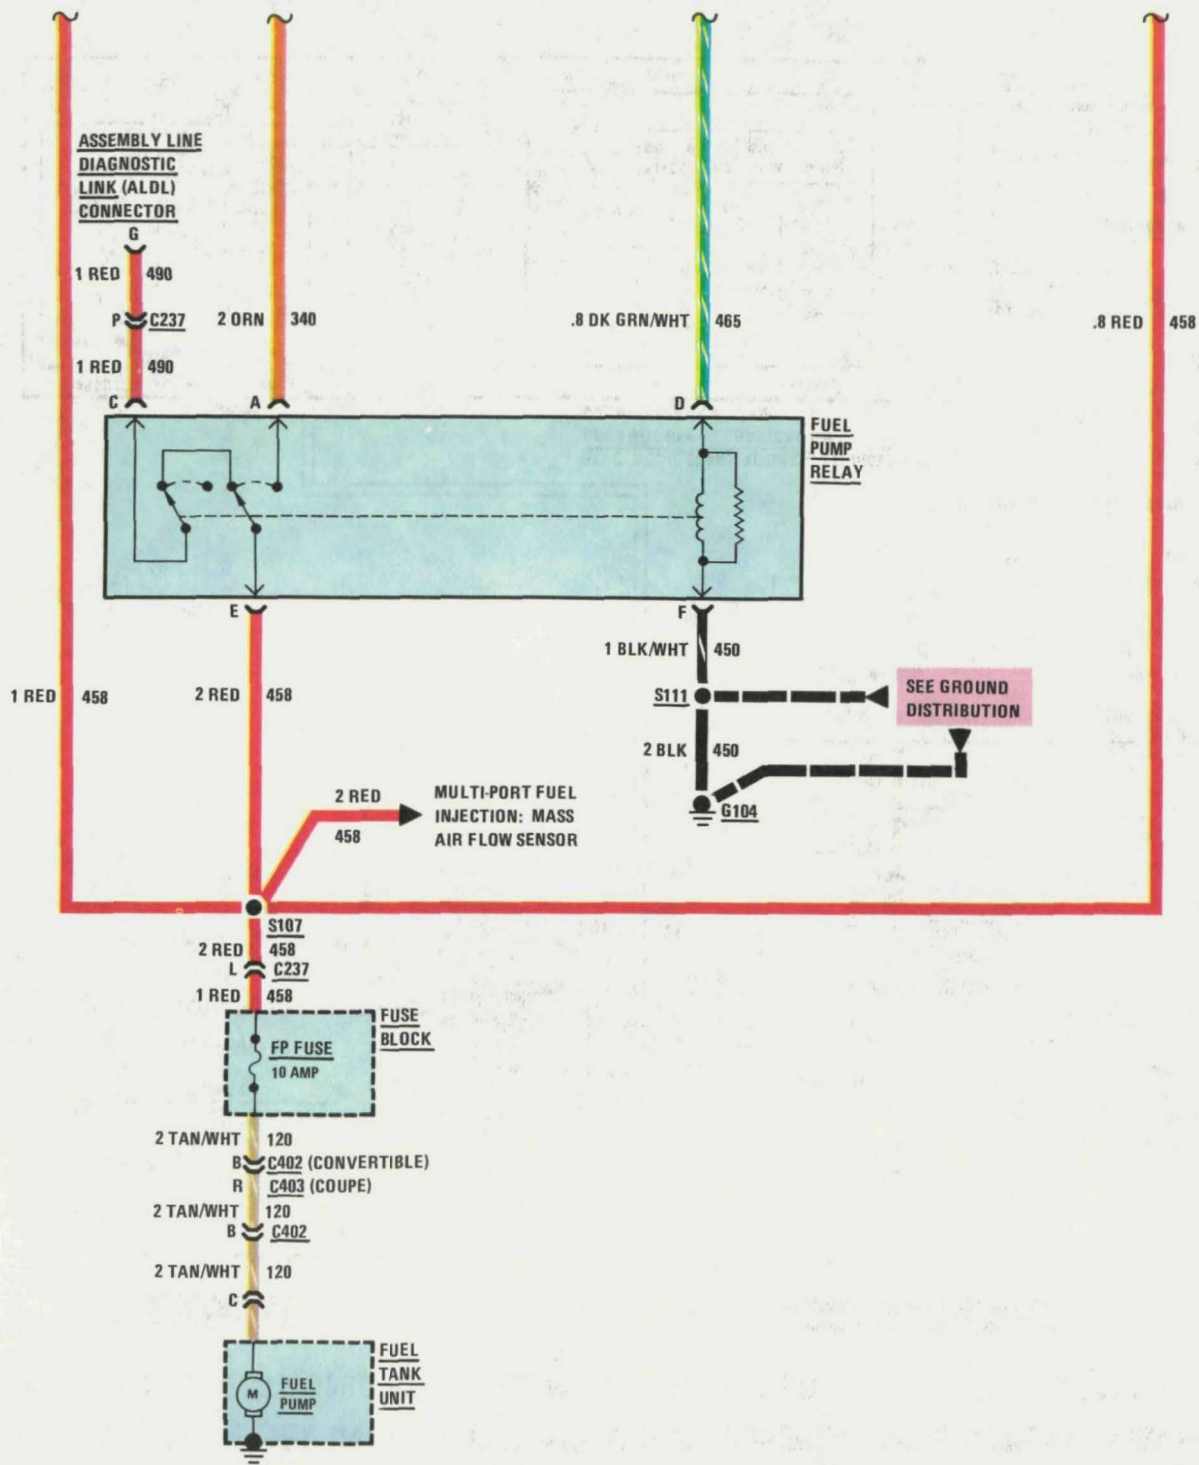 ASSEMBLY LINE
DIAGNOSTIC
LINK (ALDL)
CONNECTOR
G
1 RED 490
P C237
2 ORN 340
.8 DK GRN/WHT 465
.8 RED 458
1 RED 490
C
A
D
FUEL
PUMP
RELAY
E
F
1 BLK/WHT 450
1 RED 458
2 RED 458
S111
SEE GROUND
DISTRIBUTION
2 BLK 450
G104
2 RED
458
MULTI-PORT FUEL
INJECTION: MASS
AIR FLOW SENSOR
S107
2 RED 458
L C237
1 RED 458
FUSE
BLOCK
FP FUSE
10 AMP
2 TAN/WHT 120
B C402 (CONVERTIBLE)
R C403 (COUPE)
2 TAN/WHT 120
B C402
2 TAN/WHT 120
C
FUEL
TANK
UNIT
M
FUEL
PUMP